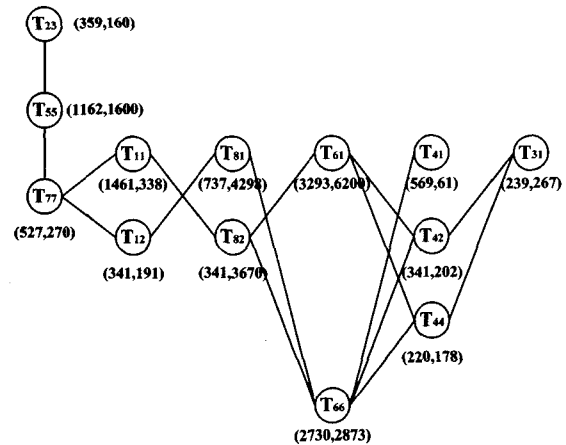 T23 (359,160)
T55 (1162,1600)
T11 T81 T61 T41 T31
(1461,338) (737,4298) (3293,6200) (569,61) (239,267)
T77
(527,270)
T12 T82 T42
(341,191) (341,3670) (341,202)
T44
(220,178)
T66
(2730,2873)